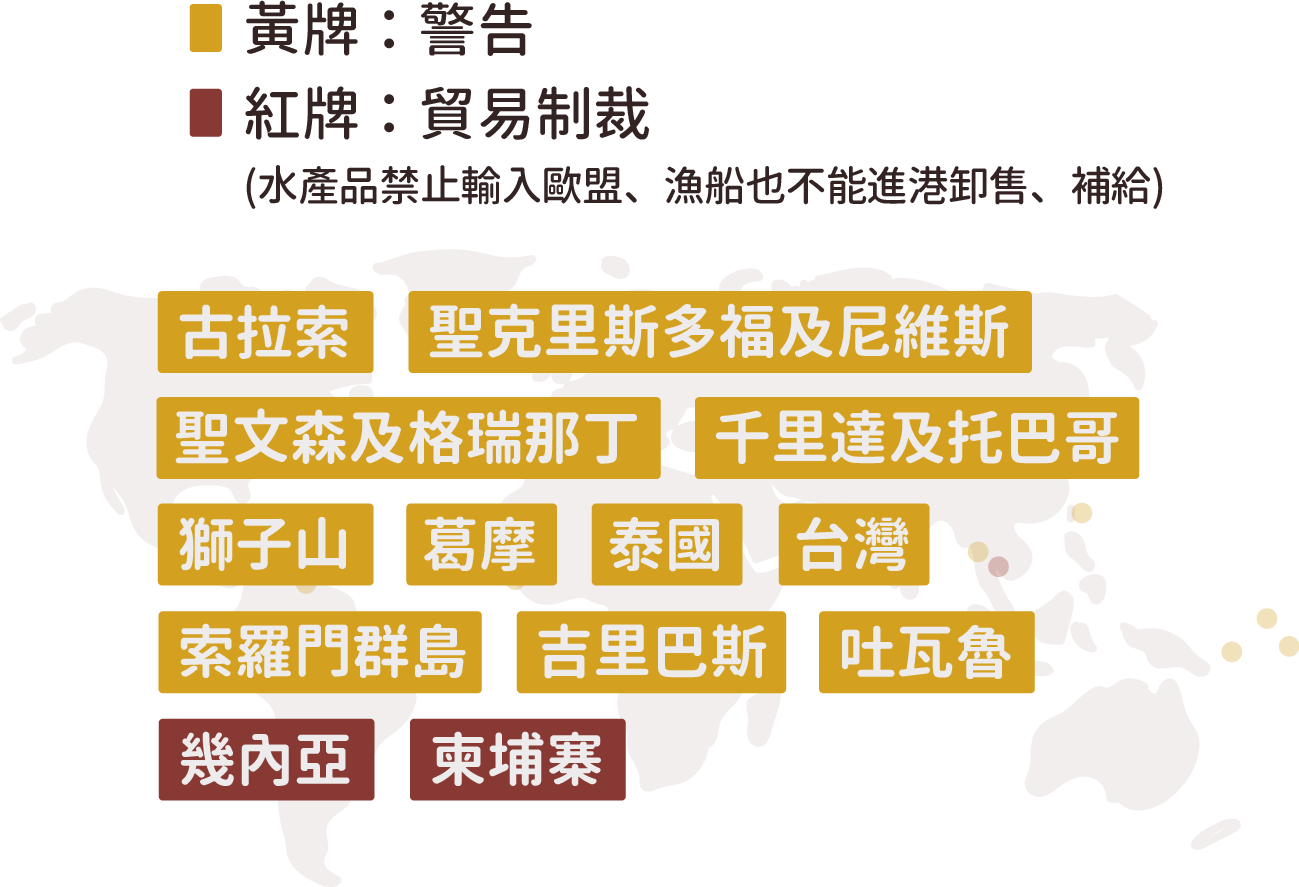 黃牌：警告
紅牌：貿易制裁
(水產品禁止輸入歐盟、漁船也不能進港卸售、補給)
古拉索 聖克里斯多福及尼維斯
聖文森及格瑞那丁 千里達及托巴哥
獅子山 葛摩 泰國 台灣
索羅門群島 吉里巴斯 吐瓦魯
幾內亞 柬埔寨